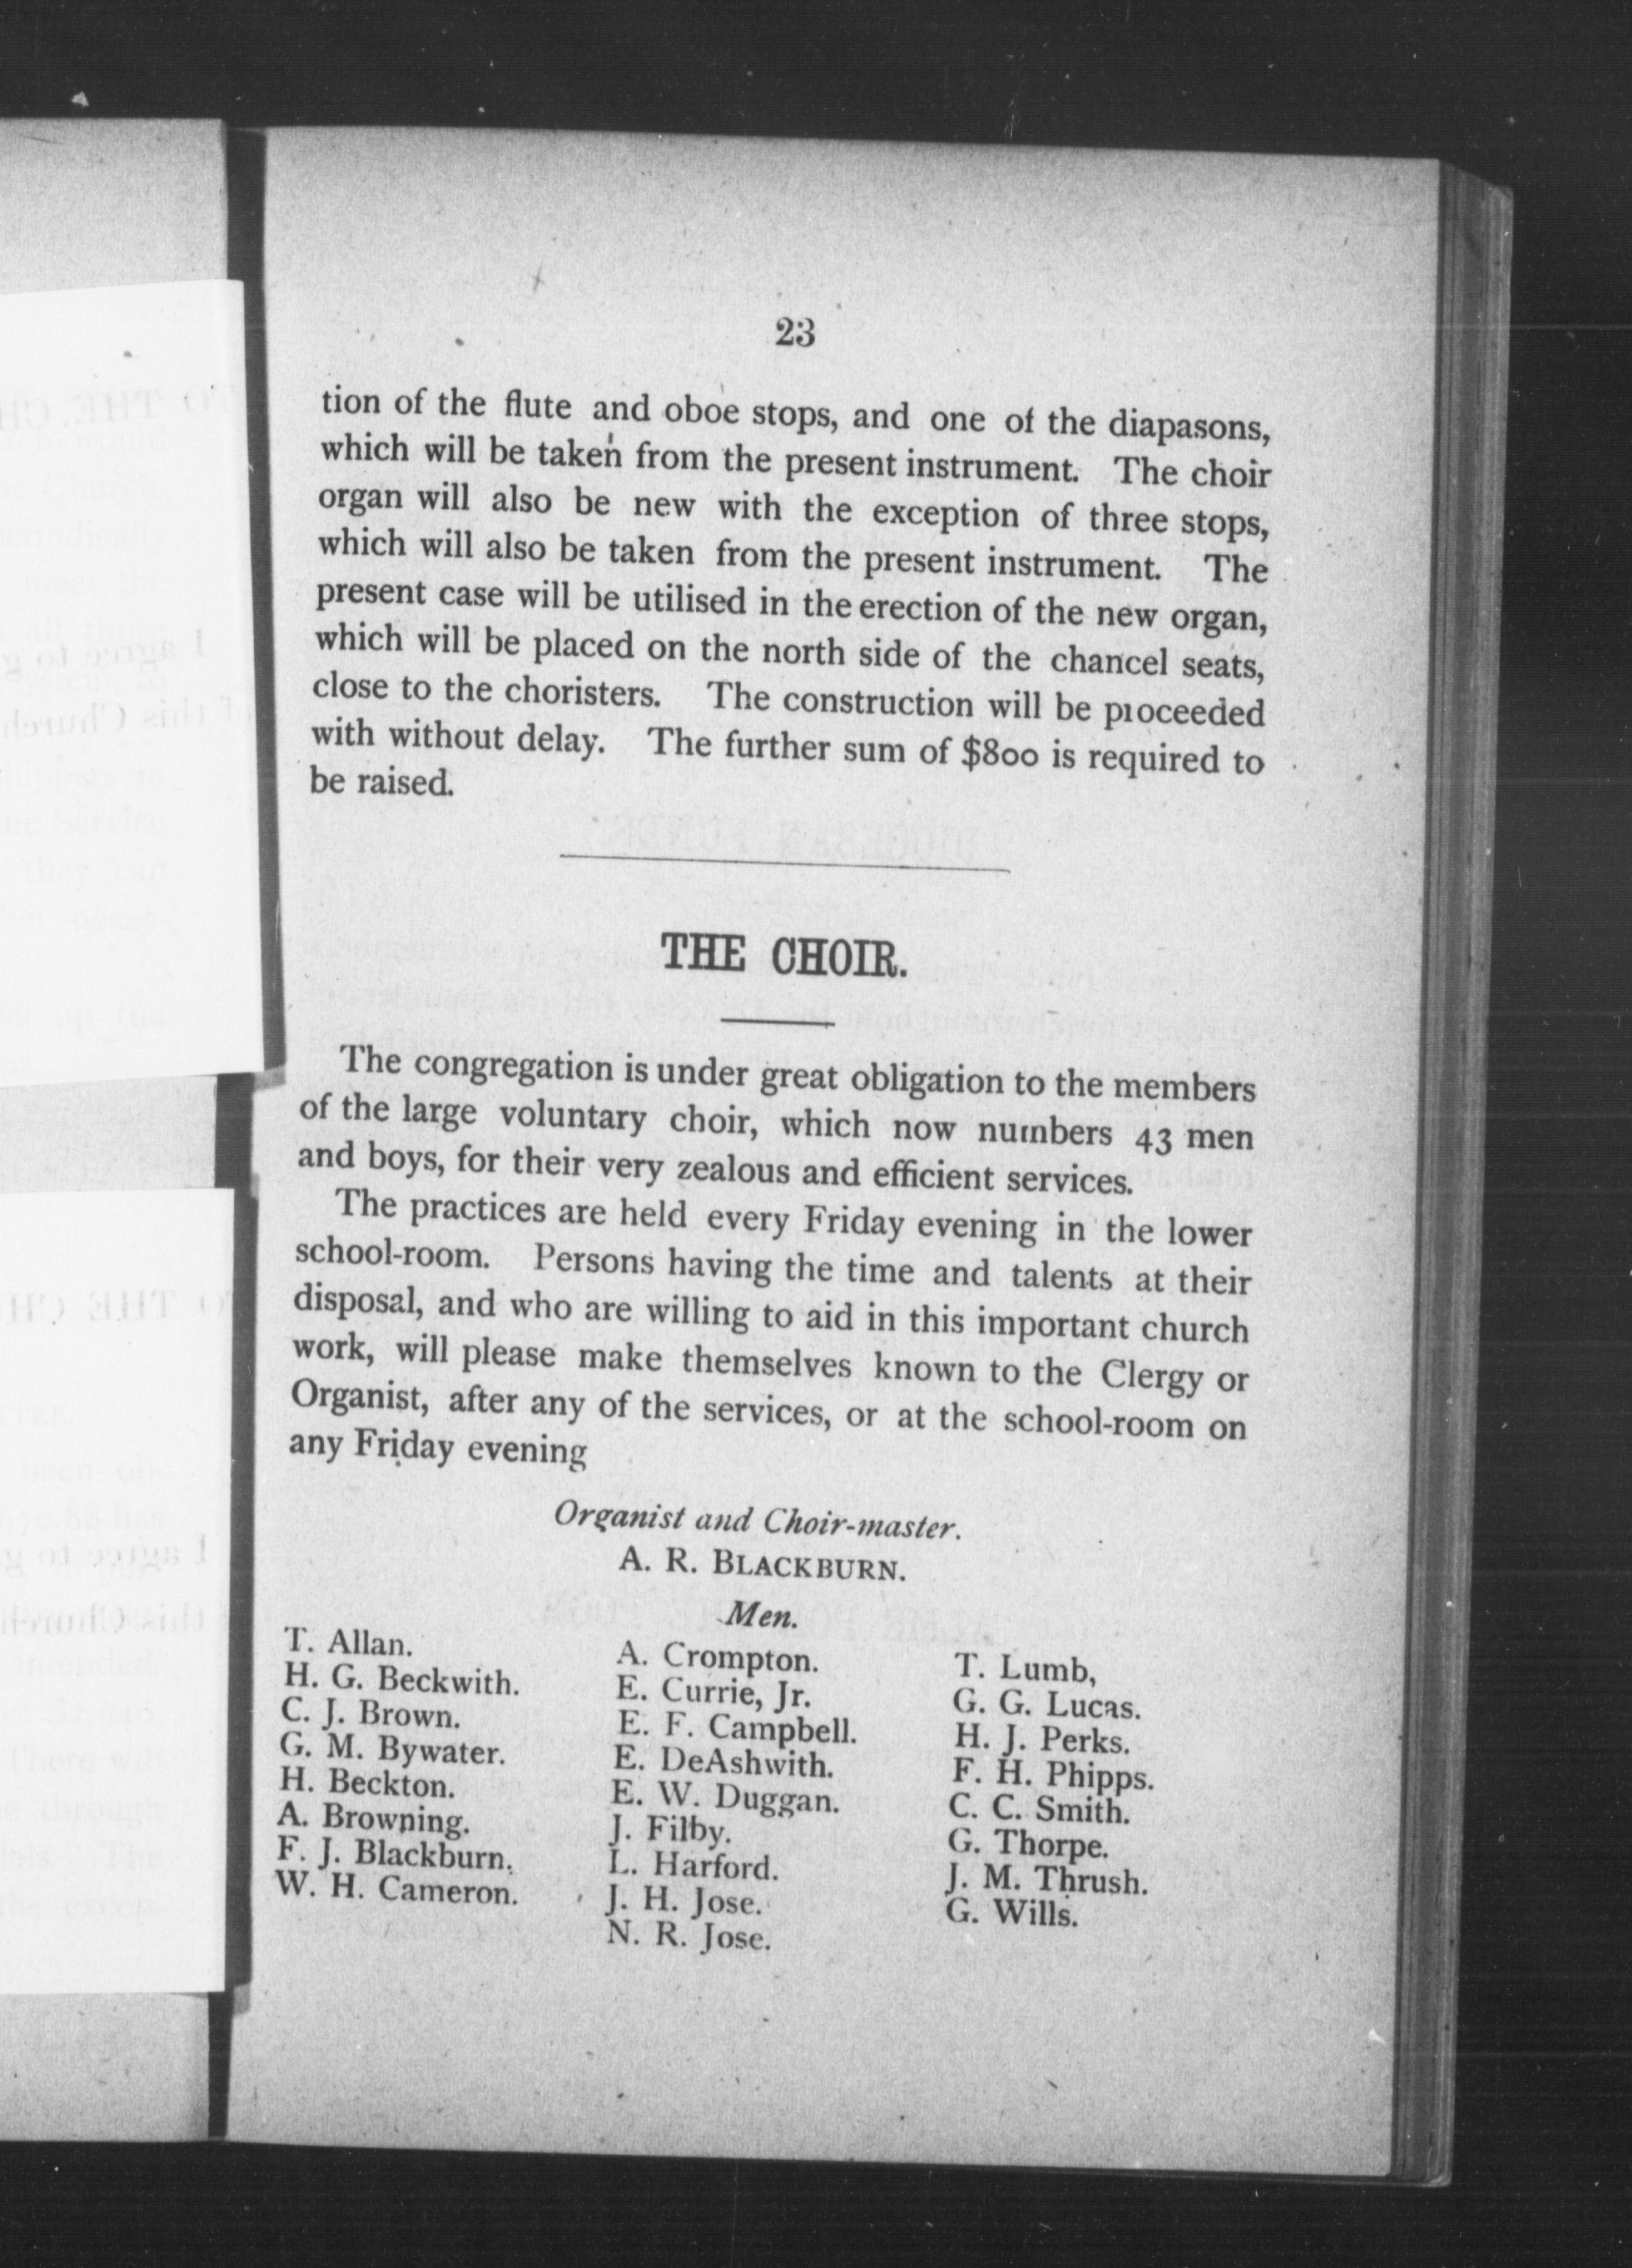 23
tion of the flute and oboe stops, and one of the diapasons,
which will be taken from the present instrument. The choir
organ will also be new with the exception of three stops,
which will also be taken from the present instrument. The
present case will be utilised in the erection of the new organ,
which will be placed on the north side of the chancel seats,
close to the choristers. The construction will be proceeded
with without delay. The further sum of $800 is required to
be raised.
THE CHOIR.
The congregation is under great obligation to the members
of the large voluntary choir, which now numbers 43 men
and boys, for their very zealous and efficient services.
The practices are held every Friday evening in the lower
school-room. Persons having the time and talents at their
disposal, and who are willing to aid in this important church
work, will please make themselves known to the Clergy or
Organist, after any of the services, or at the school-room on
any Friday evening
Organist and Choir-master.
A. R. BLACKBURN.
Men.
T. Allan.
H. G. Beckwith.
C. J. Brown.
G. M. Bywater.
H. Beckton.
A. Browning.
F. J. Blackburn.
W. H. Cameron.
A. Crompton.
E. Currie, Jr.
E. F. Campbell.
E. DeAshwith.
E. W. Duggan.
J. Filby.
L. Harford.
J. H. Jose.
N. R. Jose.
T. Lumb,
G. G. Lucas.
H. J. Perks.
F. H. Phipps.
C. C. Smith.
G. Thorpe.
J. M. Thrush.
G. Wills.